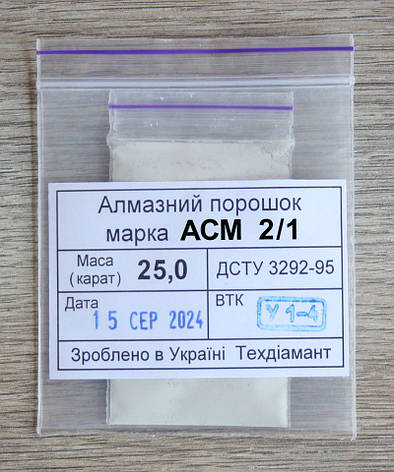 Алмазний порошок
марка АСМ 2/1
Маса (карат) 25,0 ДСТУ 3292-95
Дата 15 СЕР 2024 ВТК У 1-4
Зроблено в Україні Техдіамант